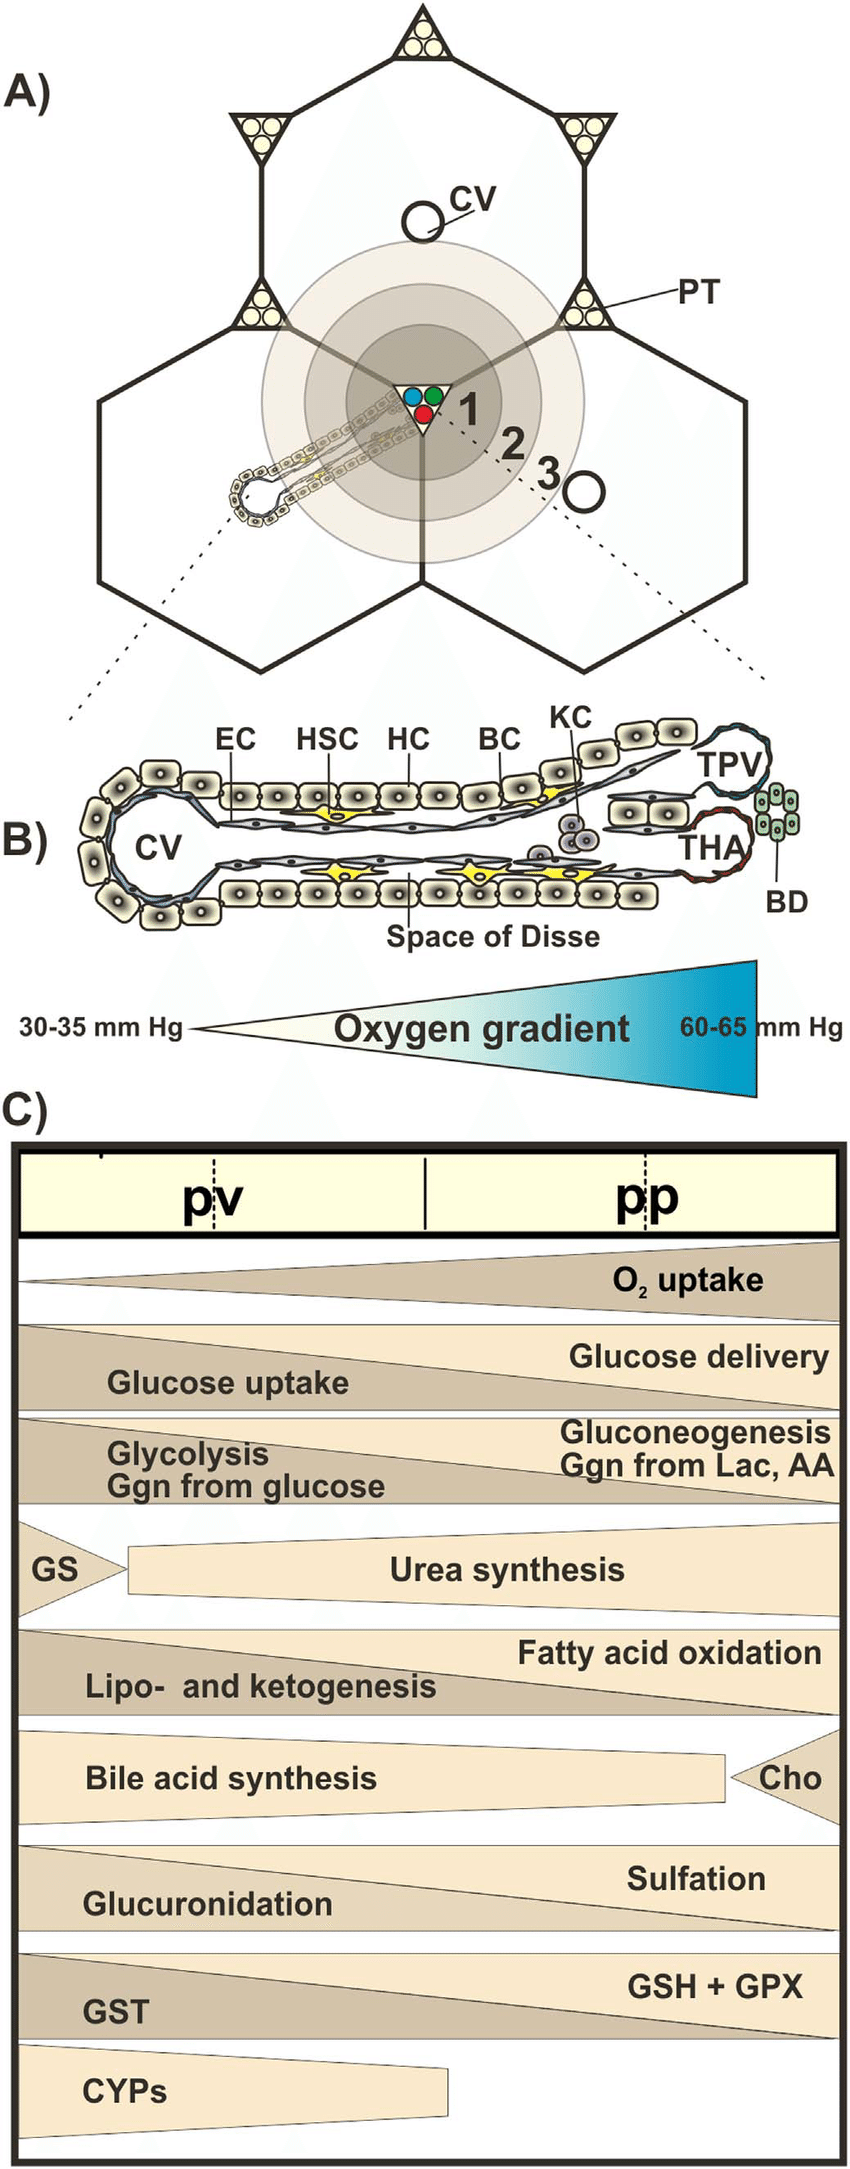 A)
CV
PT
1
2
3
B)
EC
HSC
HC
BC
KC
TPV
CV
THA
BD
Space of Disse
30-35 mm Hg
Oxygen gradient
60-65 mm Hg
C)
pv
pp
O2 uptake
Glucose delivery
Glucose uptake
Gluconeogenesis
Ggn from Lac, AA
Glycolysis
Ggn from glucose
GS
Urea synthesis
Fatty acid oxidation
Lipo- and ketogenesis
Bile acid synthesis
Cho
Sulfation
Glucuronidation
GSH + GPX
GST
CYPs